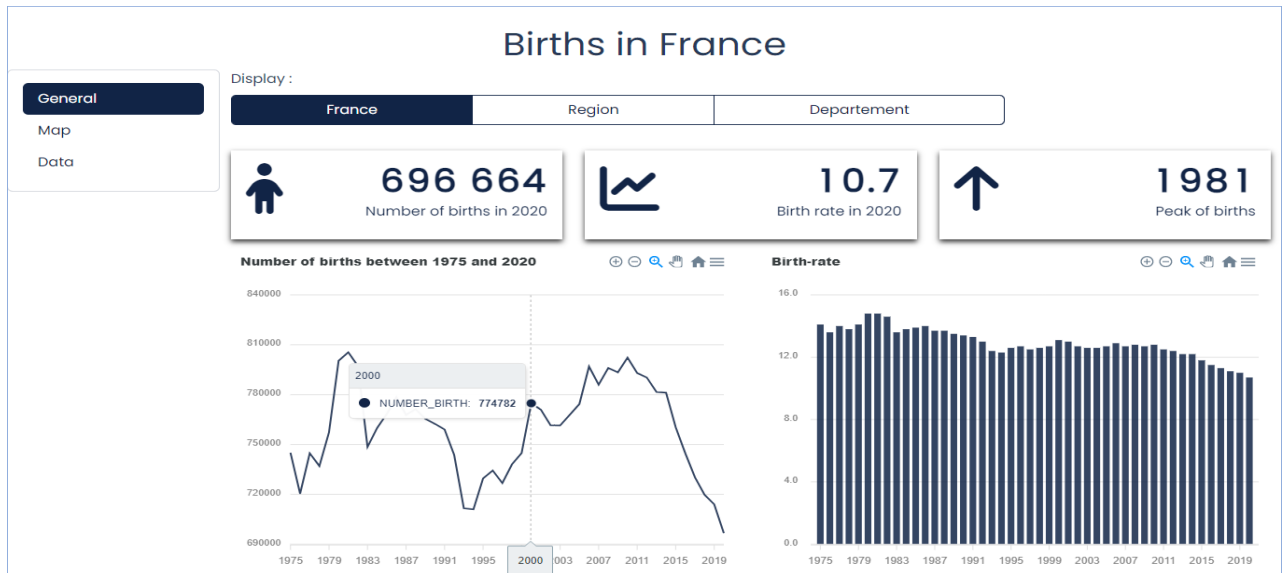 Births in France
General
Map
Data
Display :
France Region Departement
696 664
Number of births in 2020
10.7
Birth rate in 2020
1981
Peak of births
Number of births between 1975 and 2020
840000
810000
780000
750000
720000
690000
2000
NUMBER_BIRTH: 774782
1975 1979 1983 1987 1991 1995 2000 003 2007 2011 2015 2019
Birth-rate
16.0
12.0
8.0
4.0
0.0
1975 1979 1983 1987 1991 1995 1999 2003 2007 2011 2015 2019